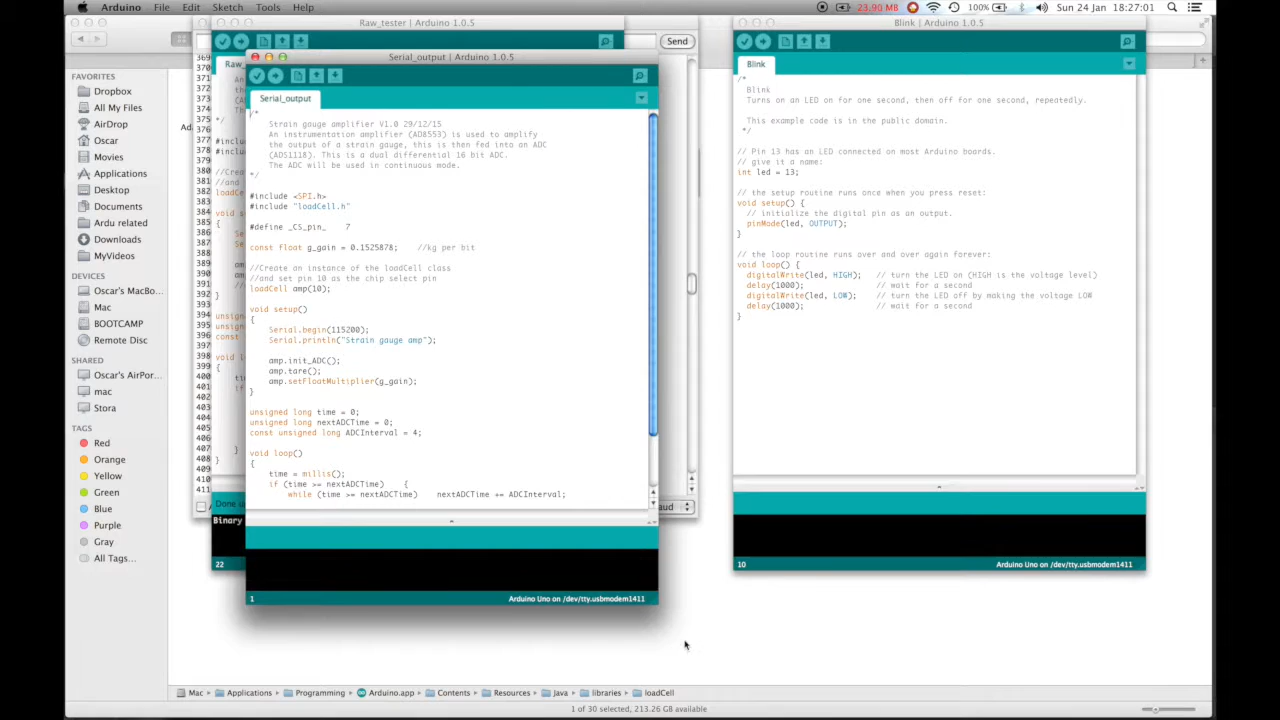 Arduino File Edit Sketch Tools Help
23.90 MB 100% Sun 24 Jan 18:27:01
Raw_tester | Arduino 1.0.5
Send
FAVORITES
Dropbox
All My Files
AirDrop
Oscar
Movies
Applications
Desktop
Documents
Ardu related
Downloads
MyVideos
DEVICES
Oscar's MacBo...
Mac
BOOTCAMP
Remote Disc
SHARED
Oscar's AirPor...
mac
Stora
TAGS
Red
Orange
Yellow
Green
Blue
Purple
Gray
All Tags...
Serial_output | Arduino 1.0.5
Serial_output
/*
Strain gauge amplifier V1.0 29/12/15
An instrumentation amplifier (AD8553) is used to amplify
the output of a strain gauge, this is then fed into an ADC
(ADS1118). This is a dual differential 16 bit ADC.
The ADC will be used in continuous mode.
*/
#include <SPI.h>
#include "loadCell.h"
#define _CS_pin_ 7
const float g_gain = 0.1525878; //kg per bit
//Create an instance of the loadCell class
//and set pin 10 as the chip select pin
loadCell amp(10);
void setup()
{
Serial.begin(115200);
Serial.println("Strain gauge amp");
amp.init_ADC();
amp.tare();
amp.setFloatMultiplier(g_gain);
}
unsigned long time = 0;
unsigned long nextADCTime = 0;
const unsigned long ADCInterval = 4;
void loop()
{
time = millis();
if (time >= nextADCTime) {
while (time >= nextADCTime) nextADCTime += ADCInterval;
1 Arduino Uno on /dev/tty.usbmodem1411
Binary
22
Blink | Arduino 1.0.5
Blink
/*
Blink
Turns on an LED on for one second, then off for one second, repeatedly.
This example code is in the public domain.
*/
// Pin 13 has an LED connected on most Arduino boards.
// give it a name:
int led = 13;
// the setup routine runs once when you press reset:
void setup() {
// initialize the digital pin as an output.
pinMode(led, OUTPUT);
}
// the loop routine runs over and over again forever:
void loop() {
digitalWrite(led, HIGH); // turn the LED on (HIGH is the voltage level)
delay(1000); // wait for a second
digitalWrite(led, LOW); // turn the LED off by making the voltage LOW
delay(1000); // wait for a second
}
10 Arduino Uno on /dev/tty.usbmodem1411
Mac Applications Programming Arduino.app Contents Resources Java libraries loadCell
1 of 30 selected, 213.26 GB available